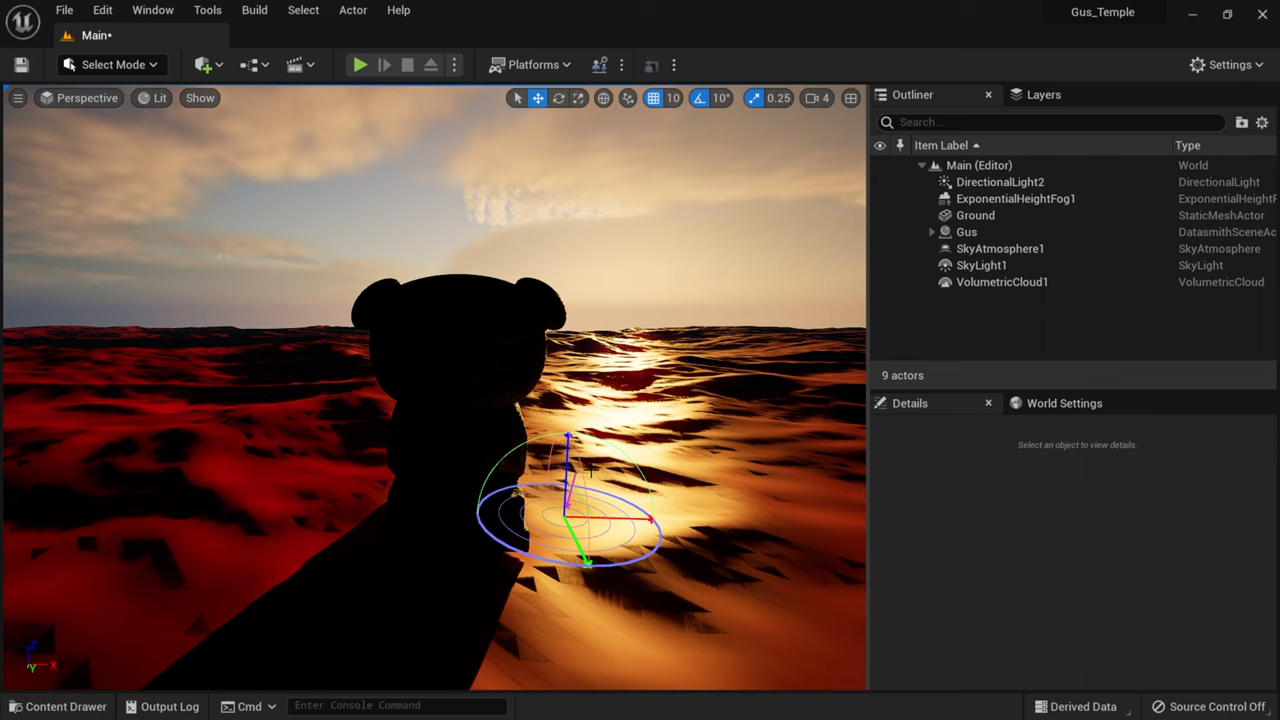 File Edit Window Tools Build Select Actor Help
Gus_Temple
Main*
Select Mode
Platforms
Settings
Perspective Lit Show
10 10° 0.25 4
Outliner
Layers
Search...
Item Label Type
Main (Editor) World
DirectionalLight2 DirectionalLight
ExponentialHeightFog1 ExponentialHeightF
Ground StaticMeshActor
Gus DatasmithSceneAc
SkyAtmosphere1 SkyAtmosphere
SkyLight1 SkyLight
VolumetricCloud1 VolumetricCloud
9 actors
Details
World Settings
Select an object to view details.
Z
X
Y
Content Drawer Output Log Cmd Enter Console Command Derived Data Source Control Off